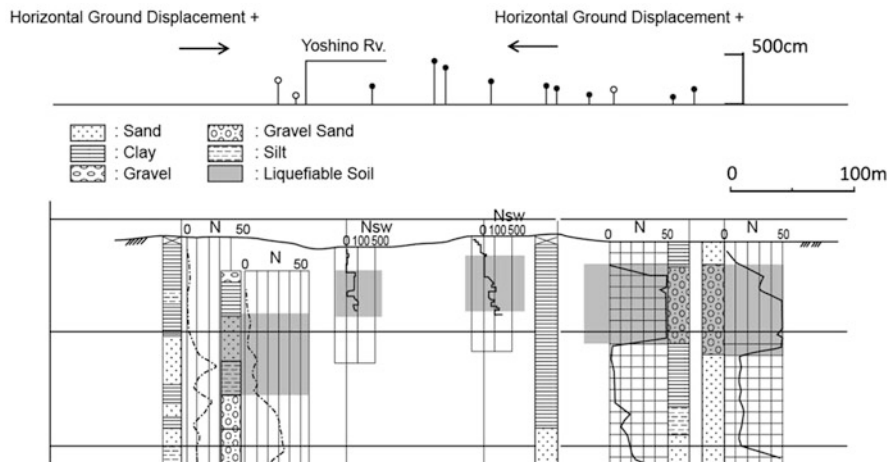 Horizontal Ground Displacement + Horizontal Ground Displacement +
Yoshino Rv. 500cm
: Sand : Gravel Sand
: Clay : Silt
: Gravel : Liquefiable Soil
0 100m
0 N 50
0 N 50
Nsw
0 100 500
Nsw
0 100 500
0 N 50
0 N 50